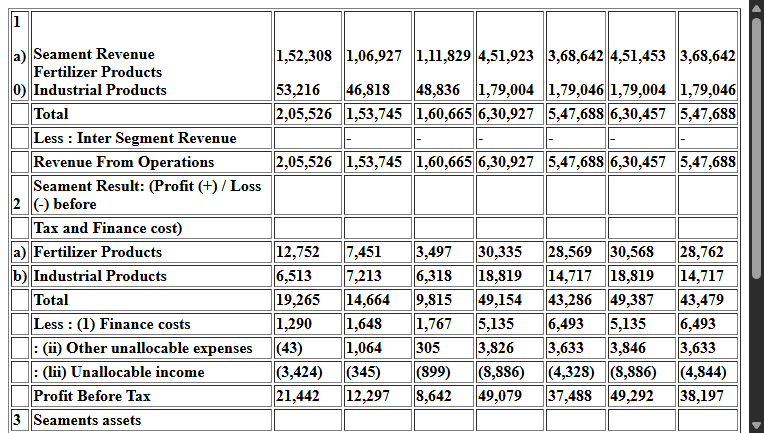 1
a) Seament Revenue 1,52,308 1,06,927 1,11,829 4,51,923 3,68,642 4,51,453 3,68,642
Fertilizer Products
0) Industrial Products 53,216 46,818 48,836 1,79,004 1,79,046 1,79,004 1,79,046
Total 2,05,526 1,53,745 1,60,665 6,30,927 5,47,688 6,30,457 5,47,688
Less : Inter Segment Revenue - - - - - -
Revenue From Operations 2,05,526 1,53,745 1,60,665 6,30,927 5,47,688 6,30,457 5,47,688
Seament Result: (Profit (+) / Loss
2 (-) before
Tax and Finance cost)
a) Fertilizer Products 12,752 7,451 3,497 30,335 28,569 30,568 28,762
b) Industrial Products 6,513 7,213 6,318 18,819 14,717 18,819 14,717
Total 19,265 14,664 9,815 49,154 43,286 49,387 43,479
Less : (1) Finance costs 1,290 1,648 1,767 5,135 6,493 5,135 6,493
: (ii) Other unallocable expenses (43) 1,064 305 3,826 3,633 3,846 3,633
: (lii) Unallocable income (3,424) (345) (899) (8,886) (4,328) (8,886) (4,844)
Profit Before Tax 21,442 12,297 8,642 49,079 37,488 49,292 38,197
3 Seaments assets